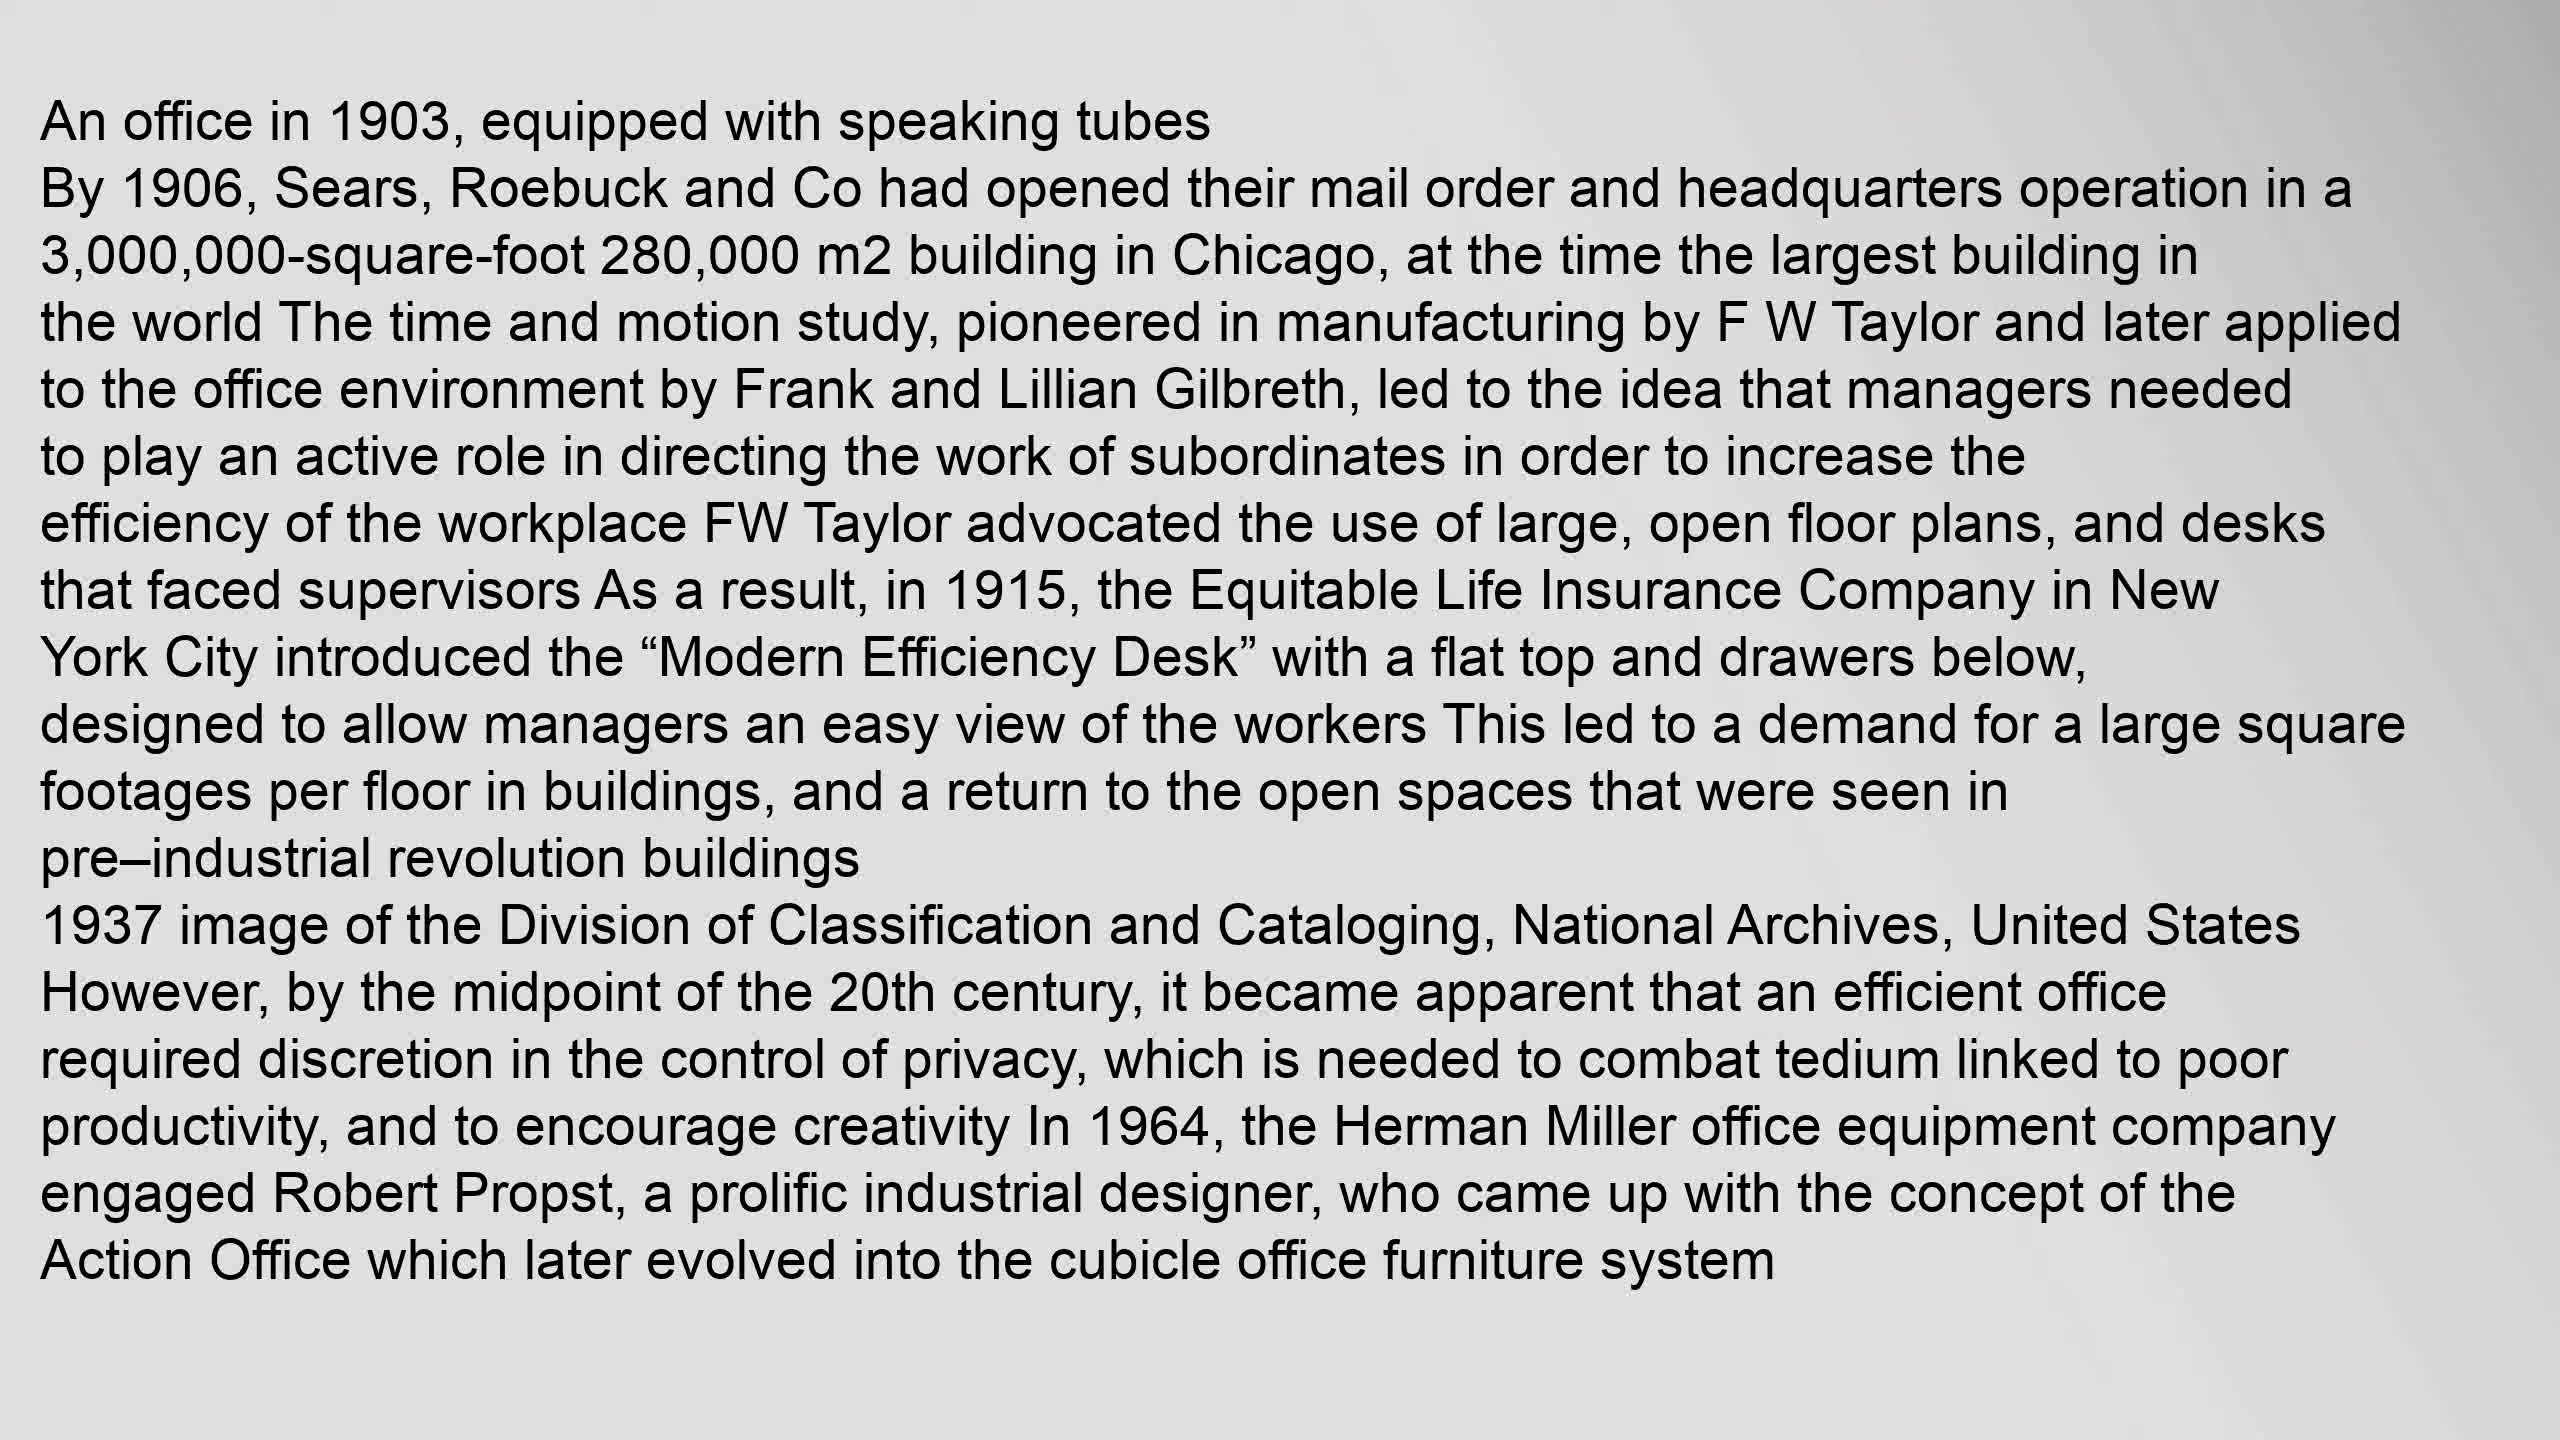 An office in 1903, equipped with speaking tubes
By 1906, Sears, Roebuck and Co had opened their mail order and headquarters operation in a
3,000,000-square-foot 280,000 m2 building in Chicago, at the time the largest building in
the world The time and motion study, pioneered in manufacturing by F W Taylor and later applied
to the office environment by Frank and Lillian Gilbreth, led to the idea that managers needed
to play an active role in directing the work of subordinates in order to increase the
efficiency of the workplace FW Taylor advocated the use of large, open floor plans, and desks
that faced supervisors As a result, in 1915, the Equitable Life Insurance Company in New
York City introduced the “Modern Efficiency Desk” with a flat top and drawers below,
designed to allow managers an easy view of the workers This led to a demand for a large square
footages per floor in buildings, and a return to the open spaces that were seen in
pre–industrial revolution buildings
1937 image of the Division of Classification and Cataloging, National Archives, United States
However, by the midpoint of the 20th century, it became apparent that an efficient office
required discretion in the control of privacy, which is needed to combat tedium linked to poor
productivity, and to encourage creativity In 1964, the Herman Miller office equipment company
engaged Robert Propst, a prolific industrial designer, who came up with the concept of the
Action Office which later evolved into the cubicle office furniture system